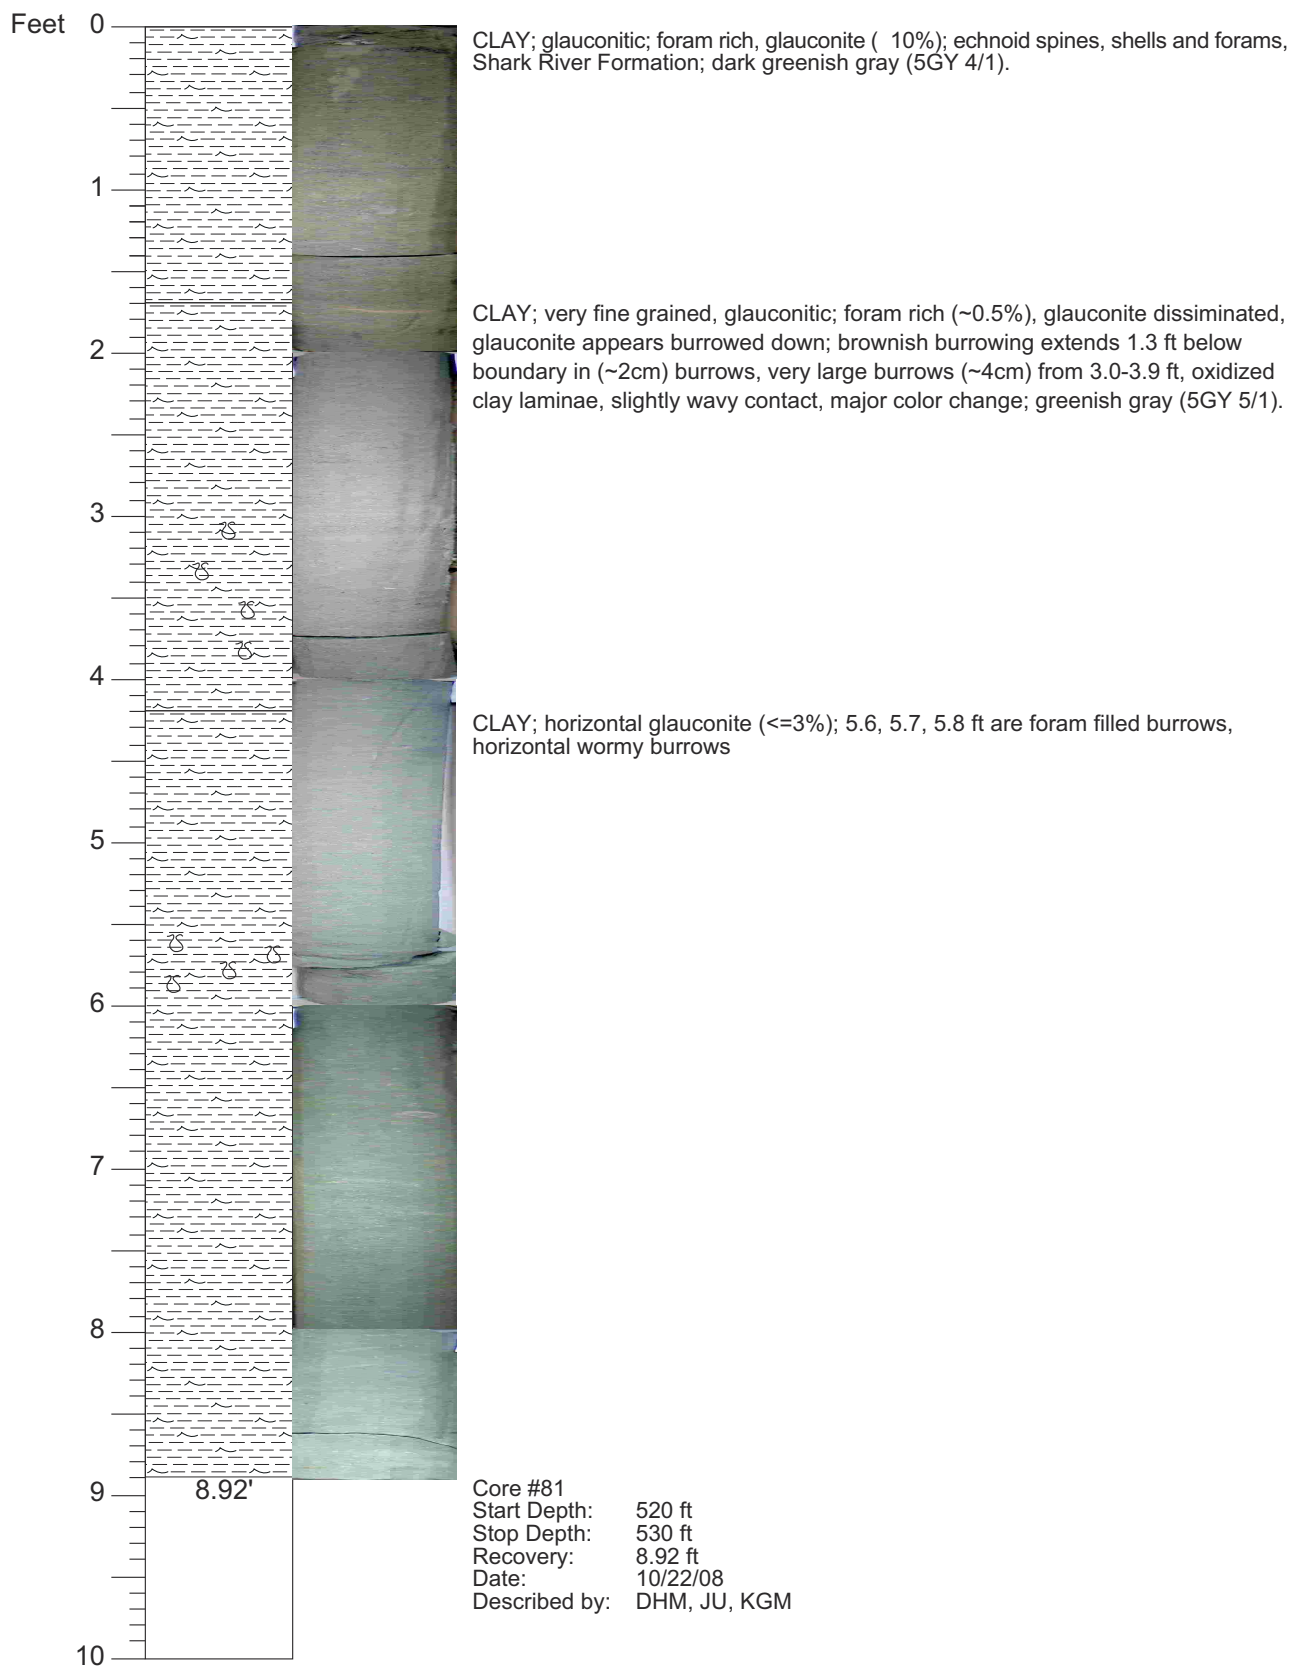 Feet 0
CLAY; glauconitic; foram rich, glauconite ( 10%); echnoid spines, shells and forams,
Shark River Formation; dark greenish gray (5GY 4/1).
1
CLAY; very fine grained, glauconitic; foram rich (~0.5%), glauconite dissiminated,
glauconite appears burrowed down; brownish burrowing extends 1.3 ft below
2
boundary in (~2cm) burrows, very large burrows (~4cm) from 3.0-3.9 ft, oxidized
clay laminae, slightly wavy contact, major color change; greenish gray (5GY 5/1).
3
4
CLAY; horizontal glauconite (<=3%); 5.6, 5.7, 5.8 ft are foram filled burrows,
horizontal wormy burrows
5
6
7
8
9
8.92'
Core #81
Start Depth: 520 ft
Stop Depth: 530 ft
Recovery: 8.92 ft
Date: 10/22/08
Described by: DHM, JU, KGM
10